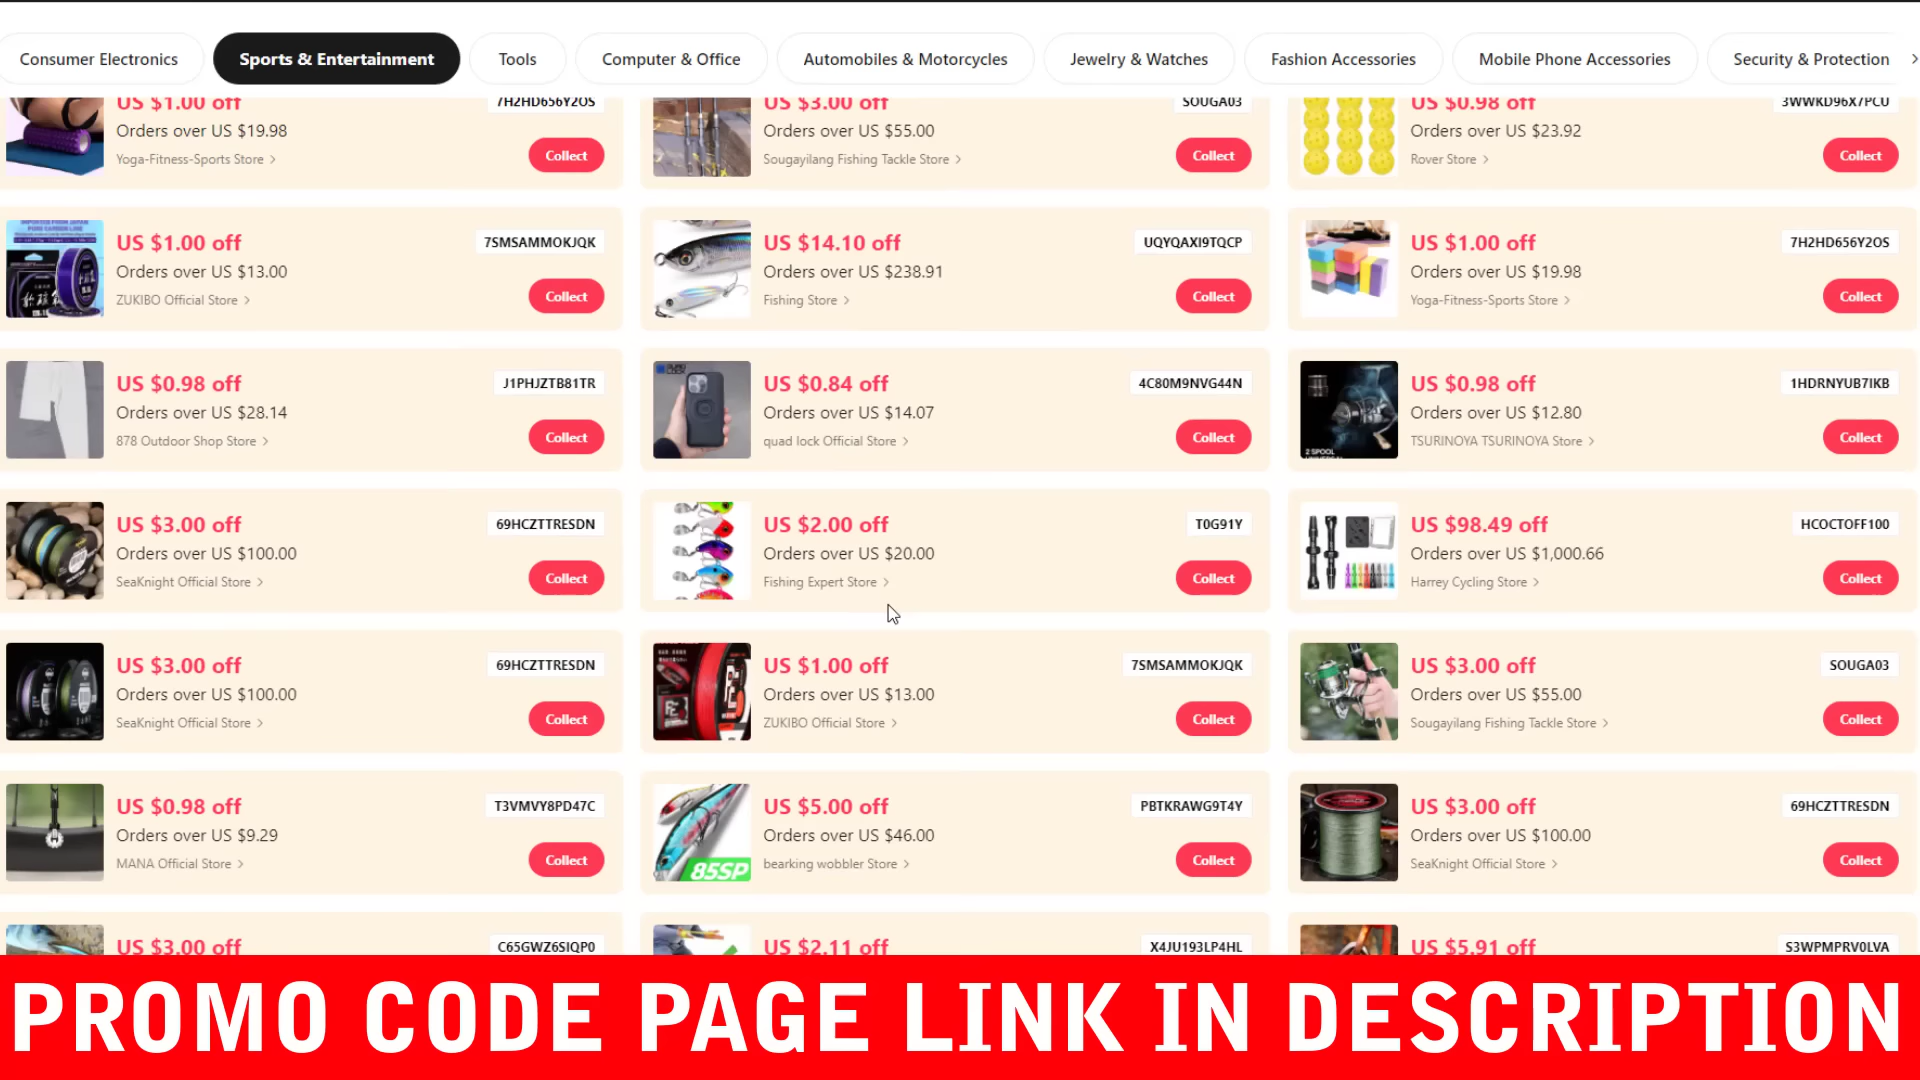 Consumer Electronics
Sports & Entertainment
Tools
Computer & Office
Automobiles & Motorcycles
Jewelry & Watches
Fashion Accessories
Mobile Phone Accessories
Security & Protection
US $1.00 off
7H2HD656Y2OS
Orders over US $19.98
Yoga-Fitness-Sports Store
Collect
US $3.00 off
SOUGA03
Orders over US $55.00
Sougayilang Fishing Tackle Store
Collect
US $0.98 off
3WWKD96X7PCU
Orders over US $23.92
Rover Store
Collect
US $1.00 off
7SMSAMMOKJQK
Orders over US $13.00
ZUKIBO Official Store
Collect
US $14.10 off
UQYQAXI9TQCP
Orders over US $238.91
Fishing Store
Collect
US $1.00 off
7H2HD656Y2OS
Orders over US $19.98
Yoga-Fitness-Sports Store
Collect
US $0.98 off
J1PHJZTB81TR
Orders over US $28.14
878 Outdoor Shop Store
Collect
US $0.84 off
4C80M9NVG44N
Orders over US $14.07
quad lock Official Store
Collect
2 SPOOL
US $0.98 off
1HDRNYUB7IKB
Orders over US $12.80
TSURINOYA TSURINOYA Store
Collect
US $3.00 off
69HCZTTRESDN
Orders over US $100.00
SeaKnight Official Store
Collect
US $2.00 off
T0G91Y
Orders over US $20.00
Fishing Expert Store
Collect
US $98.49 off
HCOCTOFF100
Orders over US $1,000.66
Harrey Cycling Store
Collect
US $3.00 off
69HCZTTRESDN
Orders over US $100.00
SeaKnight Official Store
Collect
US $1.00 off
7SMSAMMOKJQK
Orders over US $13.00
ZUKIBO Official Store
Collect
US $3.00 off
SOUGA03
Orders over US $55.00
Sougayilang Fishing Tackle Store
Collect
US $0.98 off
T3VMVY8PD47C
Orders over US $9.29
MANA Official Store
Collect
85SP
US $5.00 off
PBTKRAWG9T4Y
Orders over US $46.00
bearking wobbler Store
Collect
US $3.00 off
69HCZTTRESDN
Orders over US $100.00
SeaKnight Official Store
Collect
US $3.00 off
C65GWZ6SIQP0
US $2.11 off
X4JU193LP4HL
US $5.91 off
S3WPMPRV0LVA
PROMO CODE PAGE LINK IN DESCRIPTION